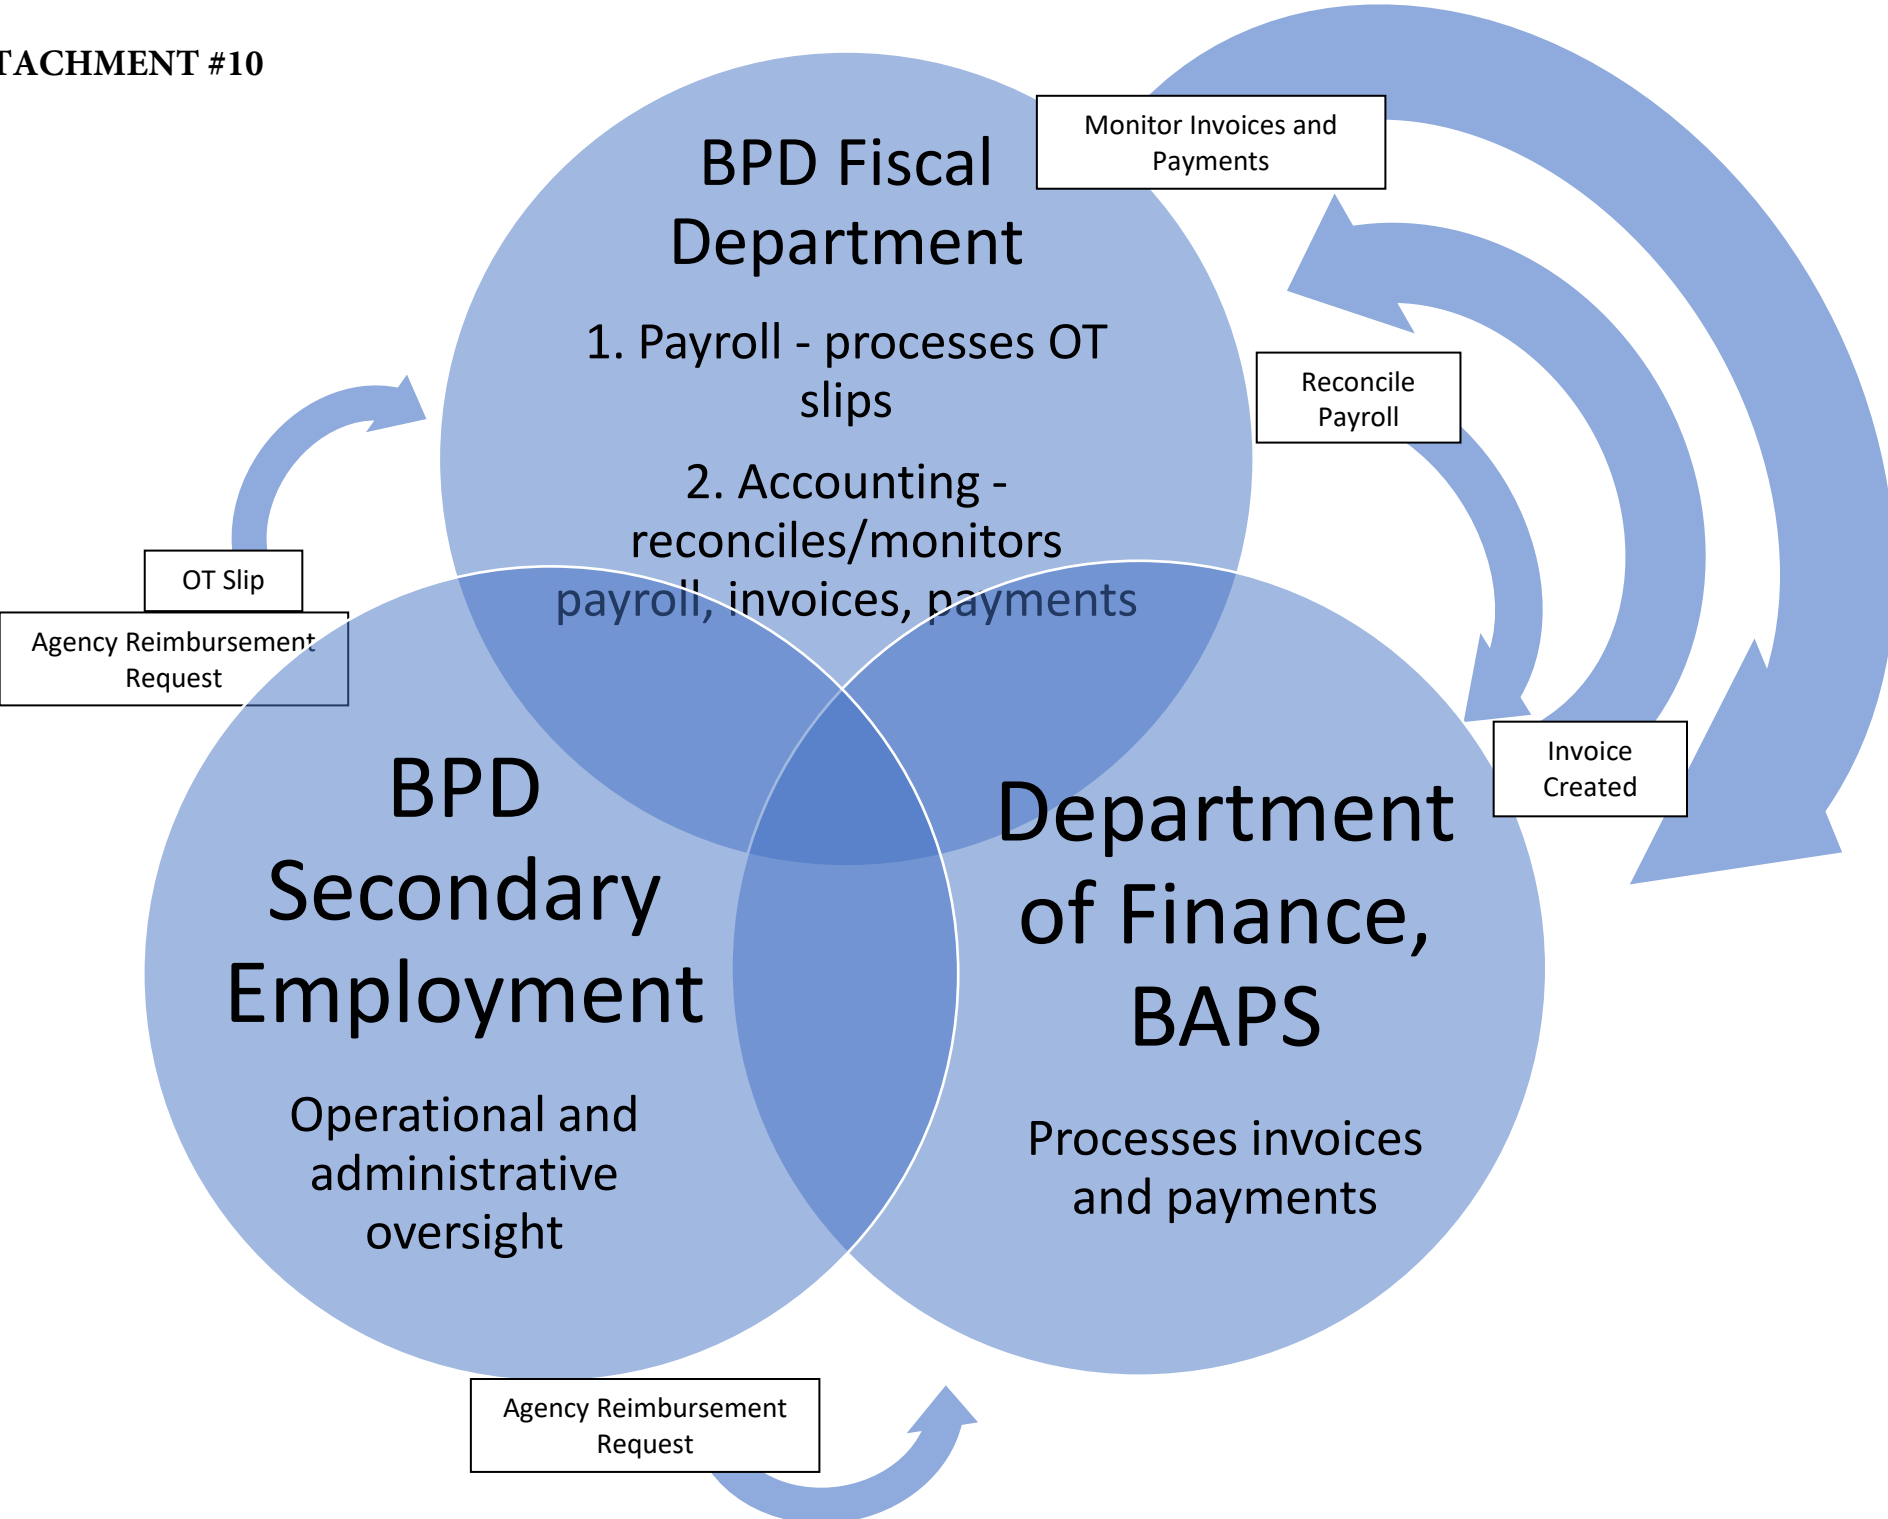 TACHMENT #10
BPD Fiscal
Department
1. Payroll - processes OT
slips
2. Accounting -
reconciles/monitors
payroll, invoices, payments
Monitor Invoices and
Payments
Reconcile
Payroll
OT Slip
Agency Reimbursement
Request
Invoice
Created
BPD
Secondary
Employment
Operational and
administrative
oversight
Department
of Finance,
BAPS
Processes invoices
and payments
Agency Reimbursement
Request